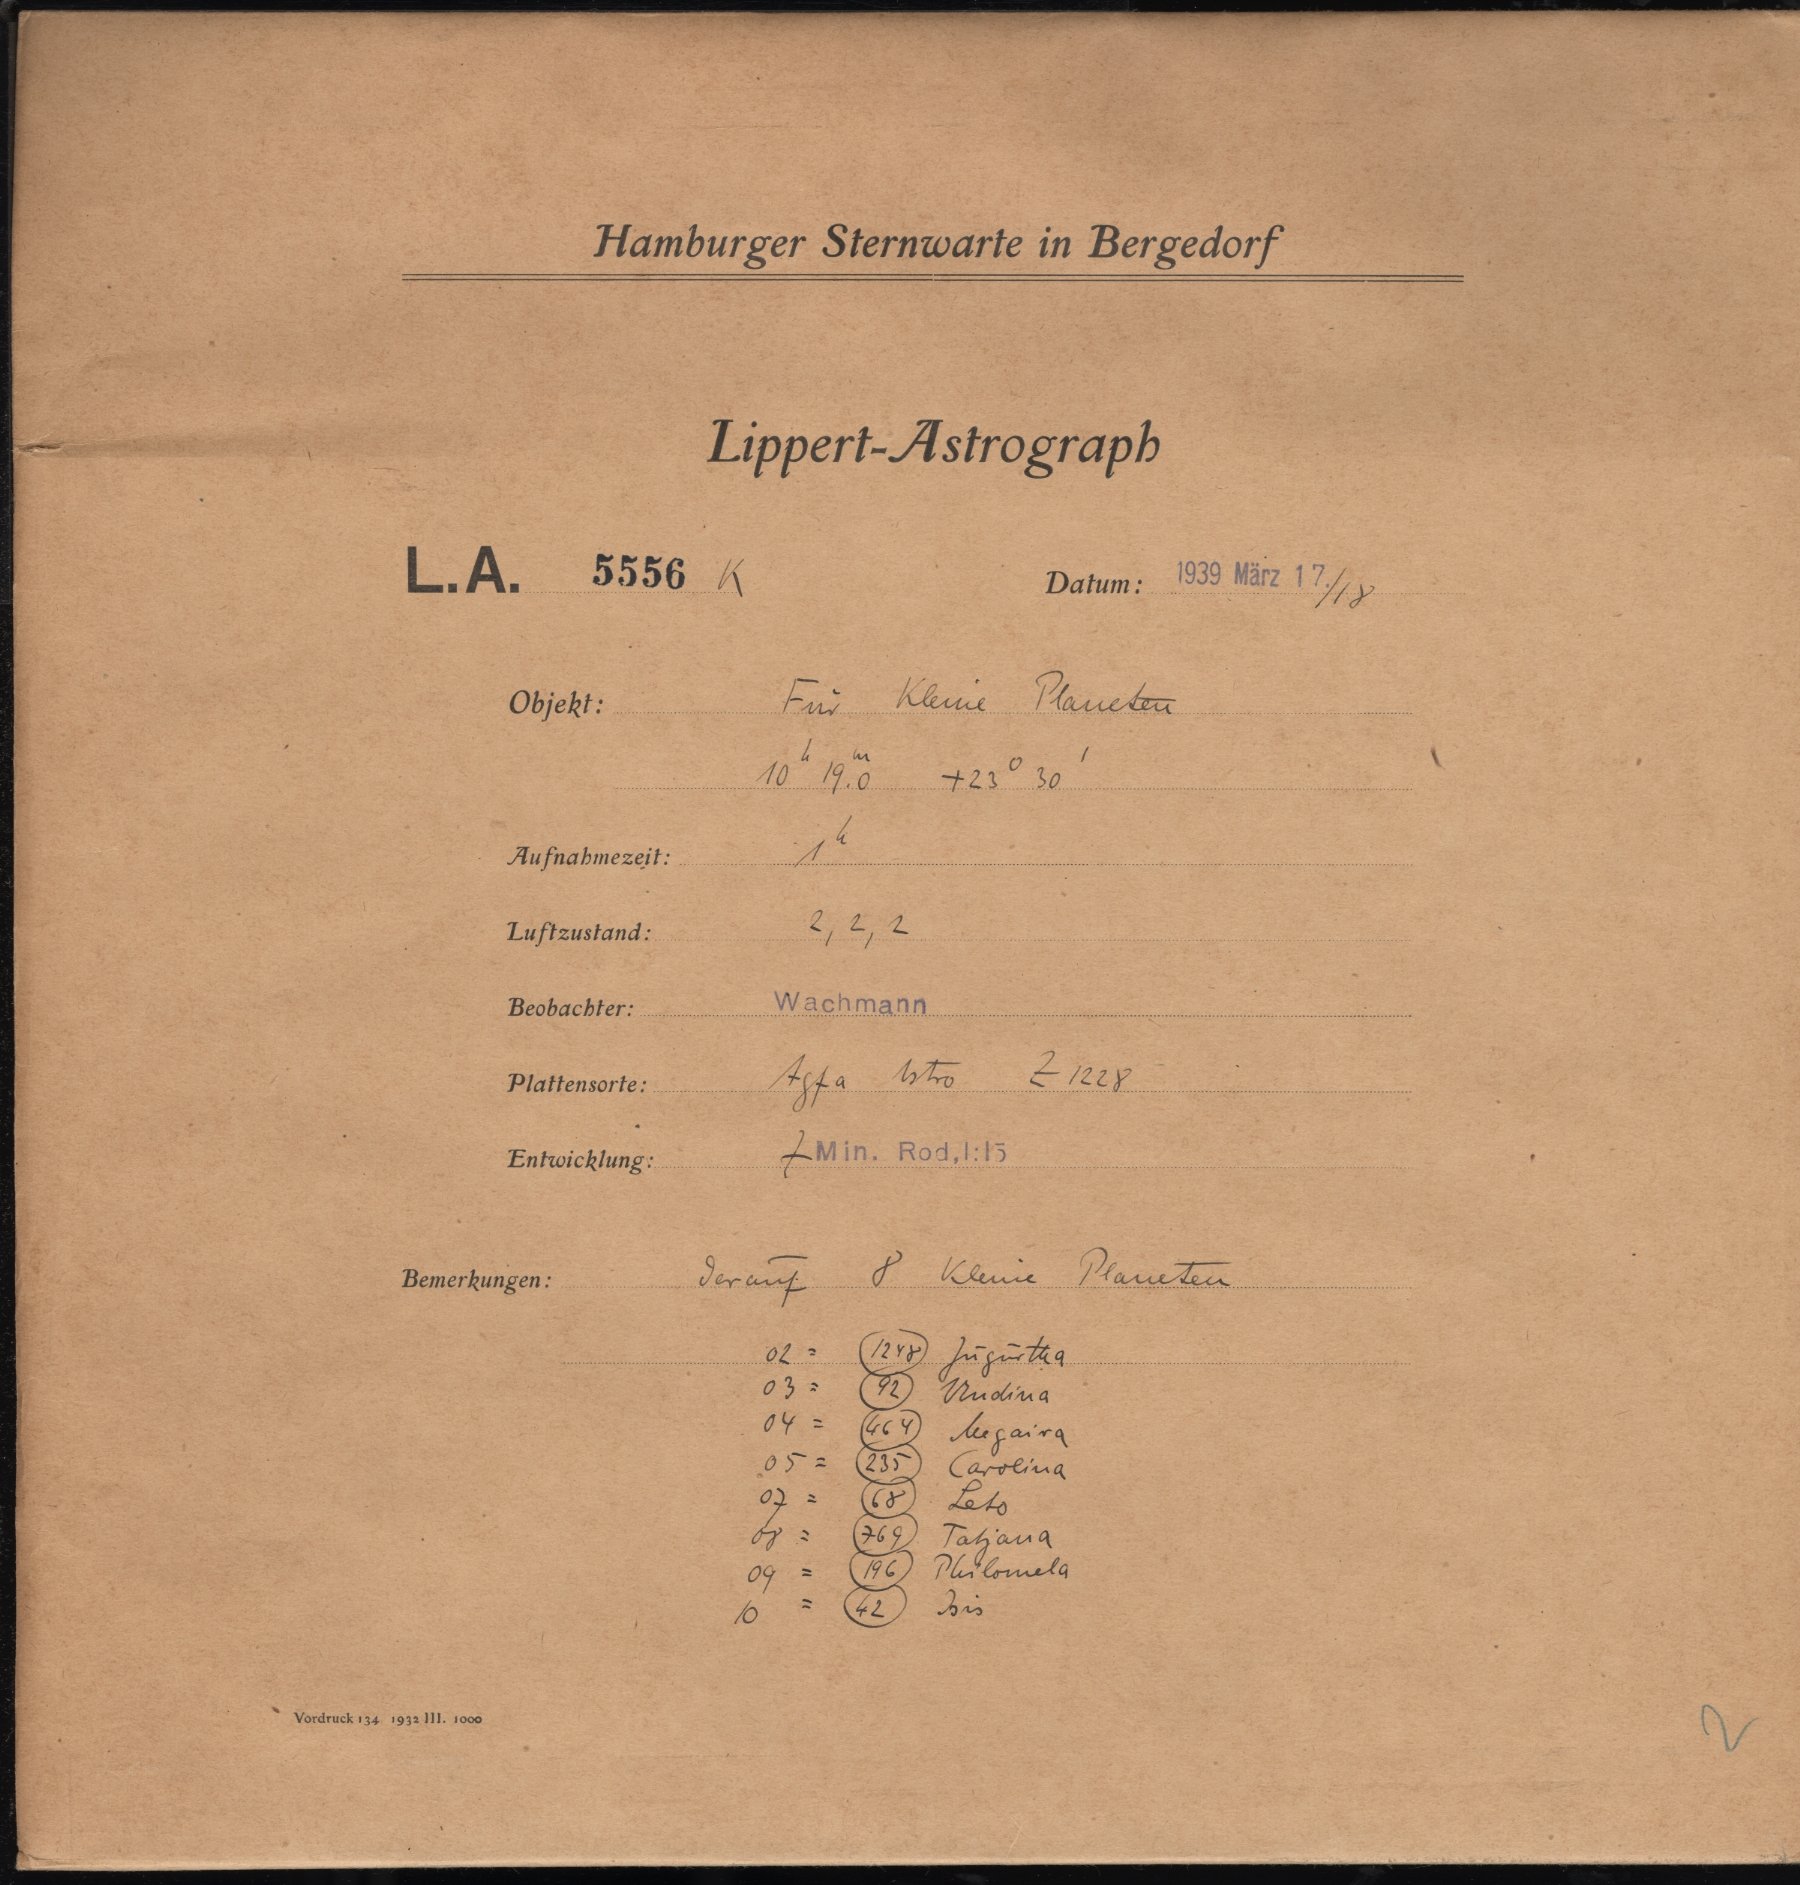 Hamburger Sternwarte in Bergedorf
Lippert-Astrograph
L.A. 5556 K Datum: 1939 März 17./18
Objekt: Für Kleine Planeten
10h 19.m0 +23° 30'
Aufnahmezeit: 1h
Luftzustand: 2, 2, 2
Beobachter: Wachmann
Plattensorte: Agfa Astro Z 1228
Entwicklung: 7 Min. Rod, 1:15
Bemerkungen: darauf 8 Kleine Planeten
02 = 1248 Jugurtha
03 = 92 Undina
04 = 464 Megaira
05 = 235 Carolina
07 = 68 Leto
08 = 769 Tatjana
09 = 196 Philomela
10 = 42 Isis
Vordruck 134 1932 III. 1000